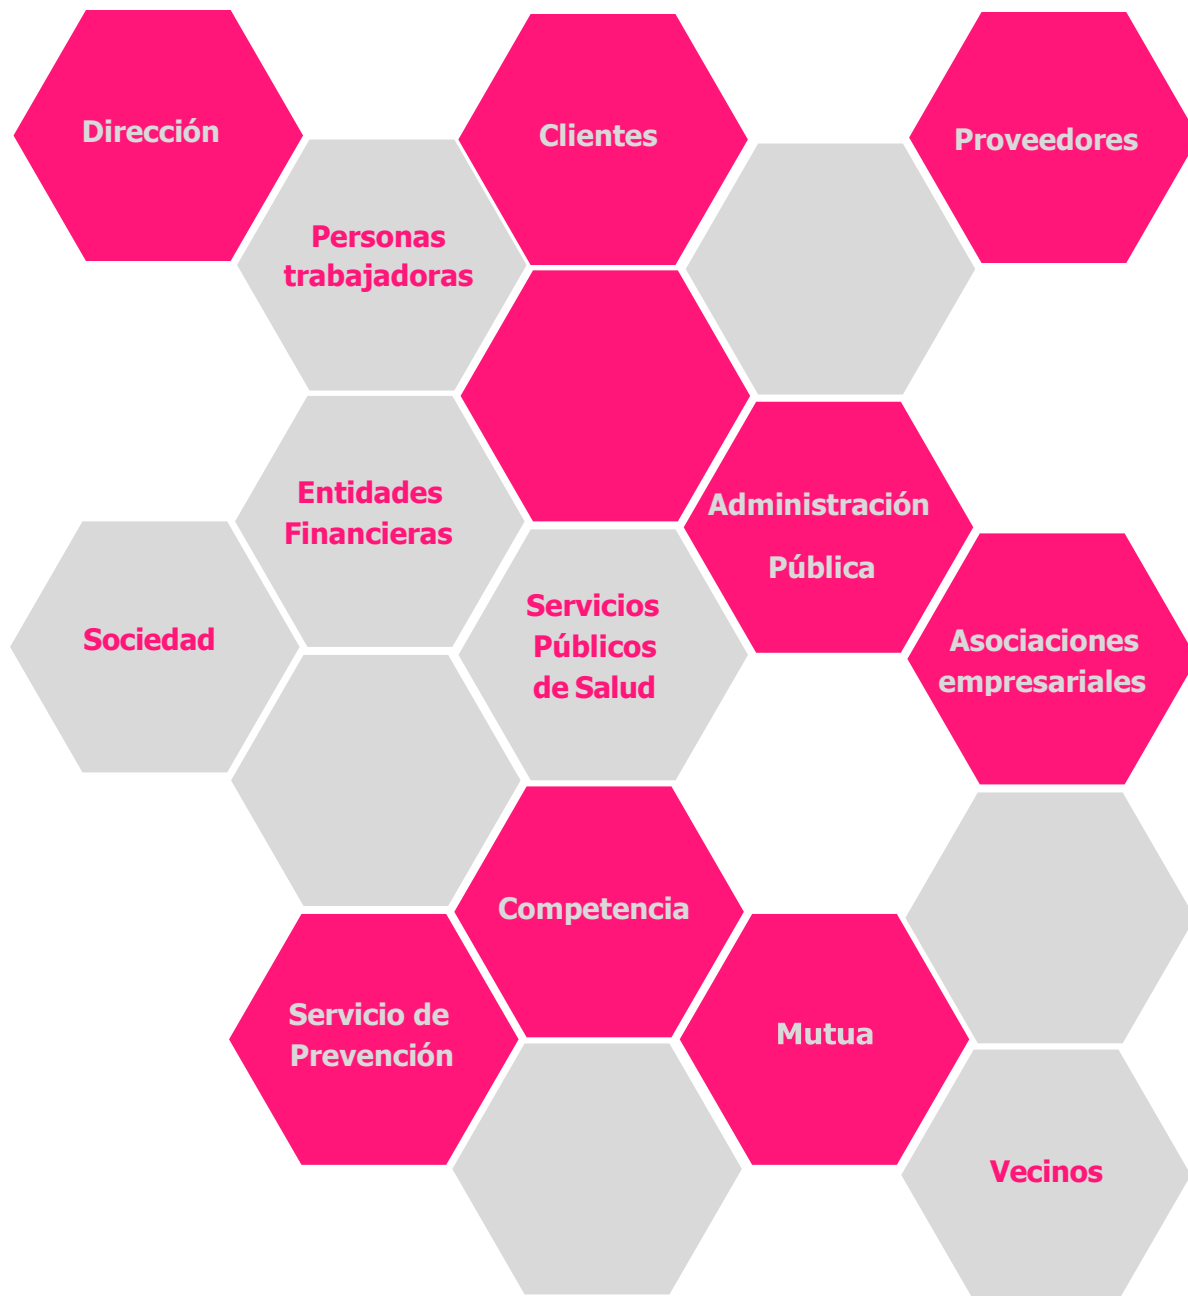 Dirección
Clientes
Proveedores
Personas
trabajadoras
Entidades
Financieras
Administración
Pública
Sociedad
Servicios
Públicos
de Salud
Asociaciones
empresariales
Competencia
Servicio de
Prevención
Mutua
Vecinos